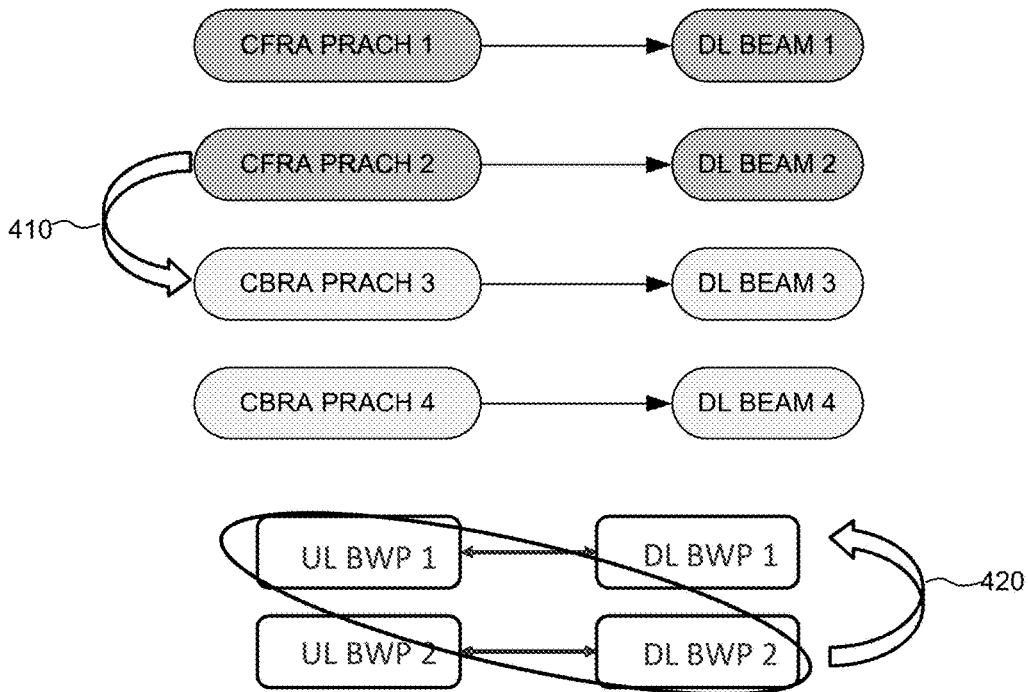 CFRA PRACH 1
DL BEAM 1
CFRA PRACH 2
DL BEAM 2
410
CBRA PRACH 3
DL BEAM 3
CBRA PRACH 4
DL BEAM 4
UL BWP 1
DL BWP 1
420
UL BWP 2
DL BWP 2